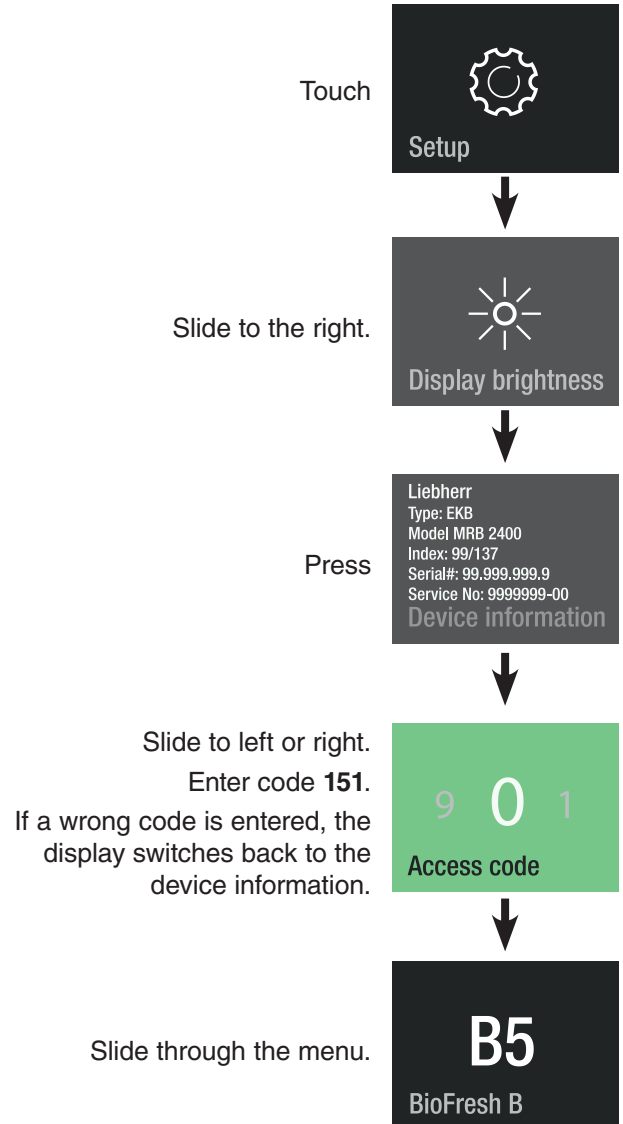 Touch
Setup
Slide to the right.
Display brightness
Press
Liebherr
Type: EKB
Model MRB 2400
Index: 99/137
Serial#: 99.999.999.9
Service No: 9999999-00
Device information
Slide to left or right.
Enter code 151.
If a wrong code is entered, the
display switches back to the
device information.
9 0 1
Access code
Slide through the menu.
B5
BioFresh B